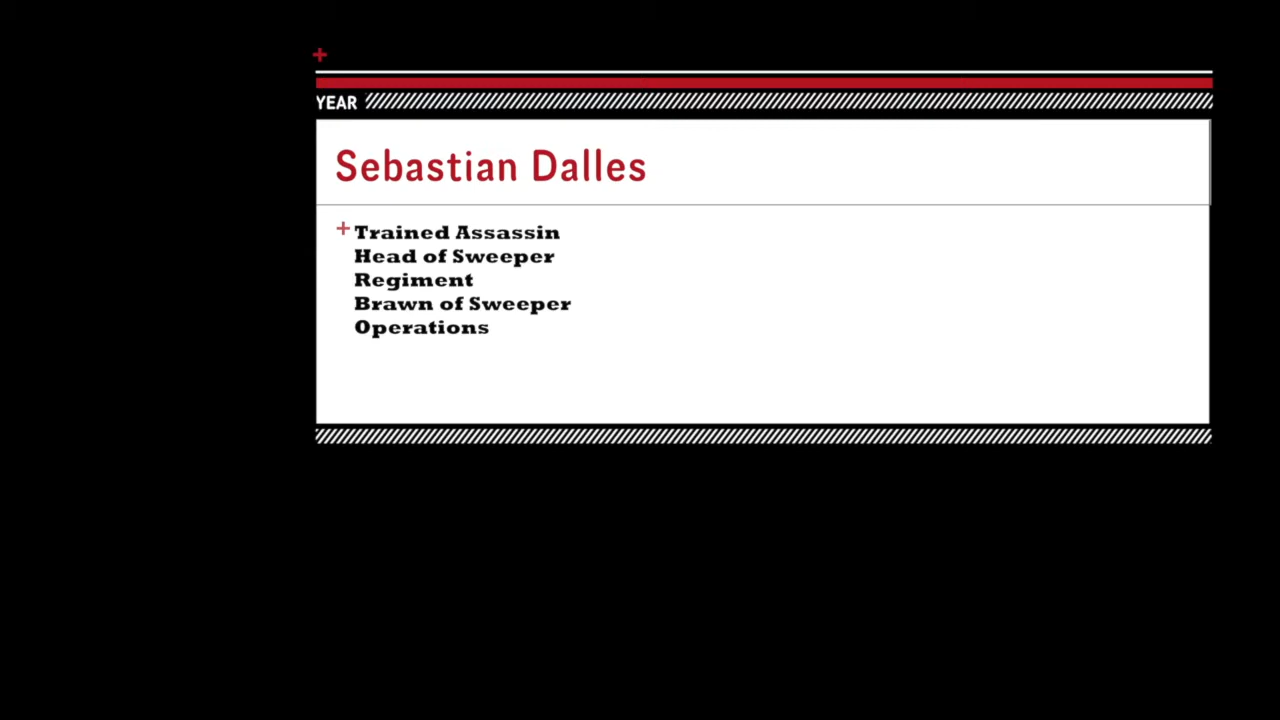 YEAR
Sebastian Dalles
Trained Assassin
Head of Sweeper
Regiment
Brawn of Sweeper
Operations